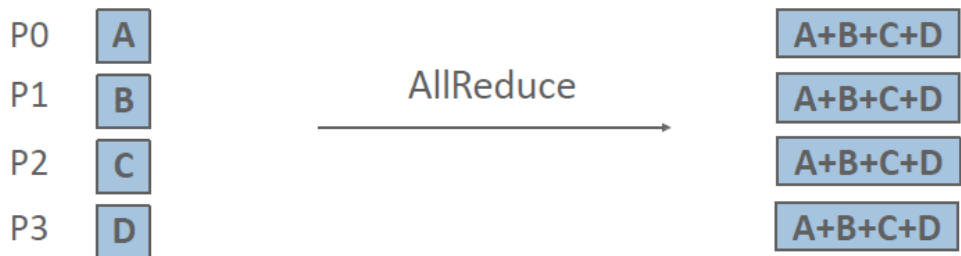 P0 A A+B+C+D
P1 B AllReduce A+B+C+D
P2 C A+B+C+D
P3 D A+B+C+D